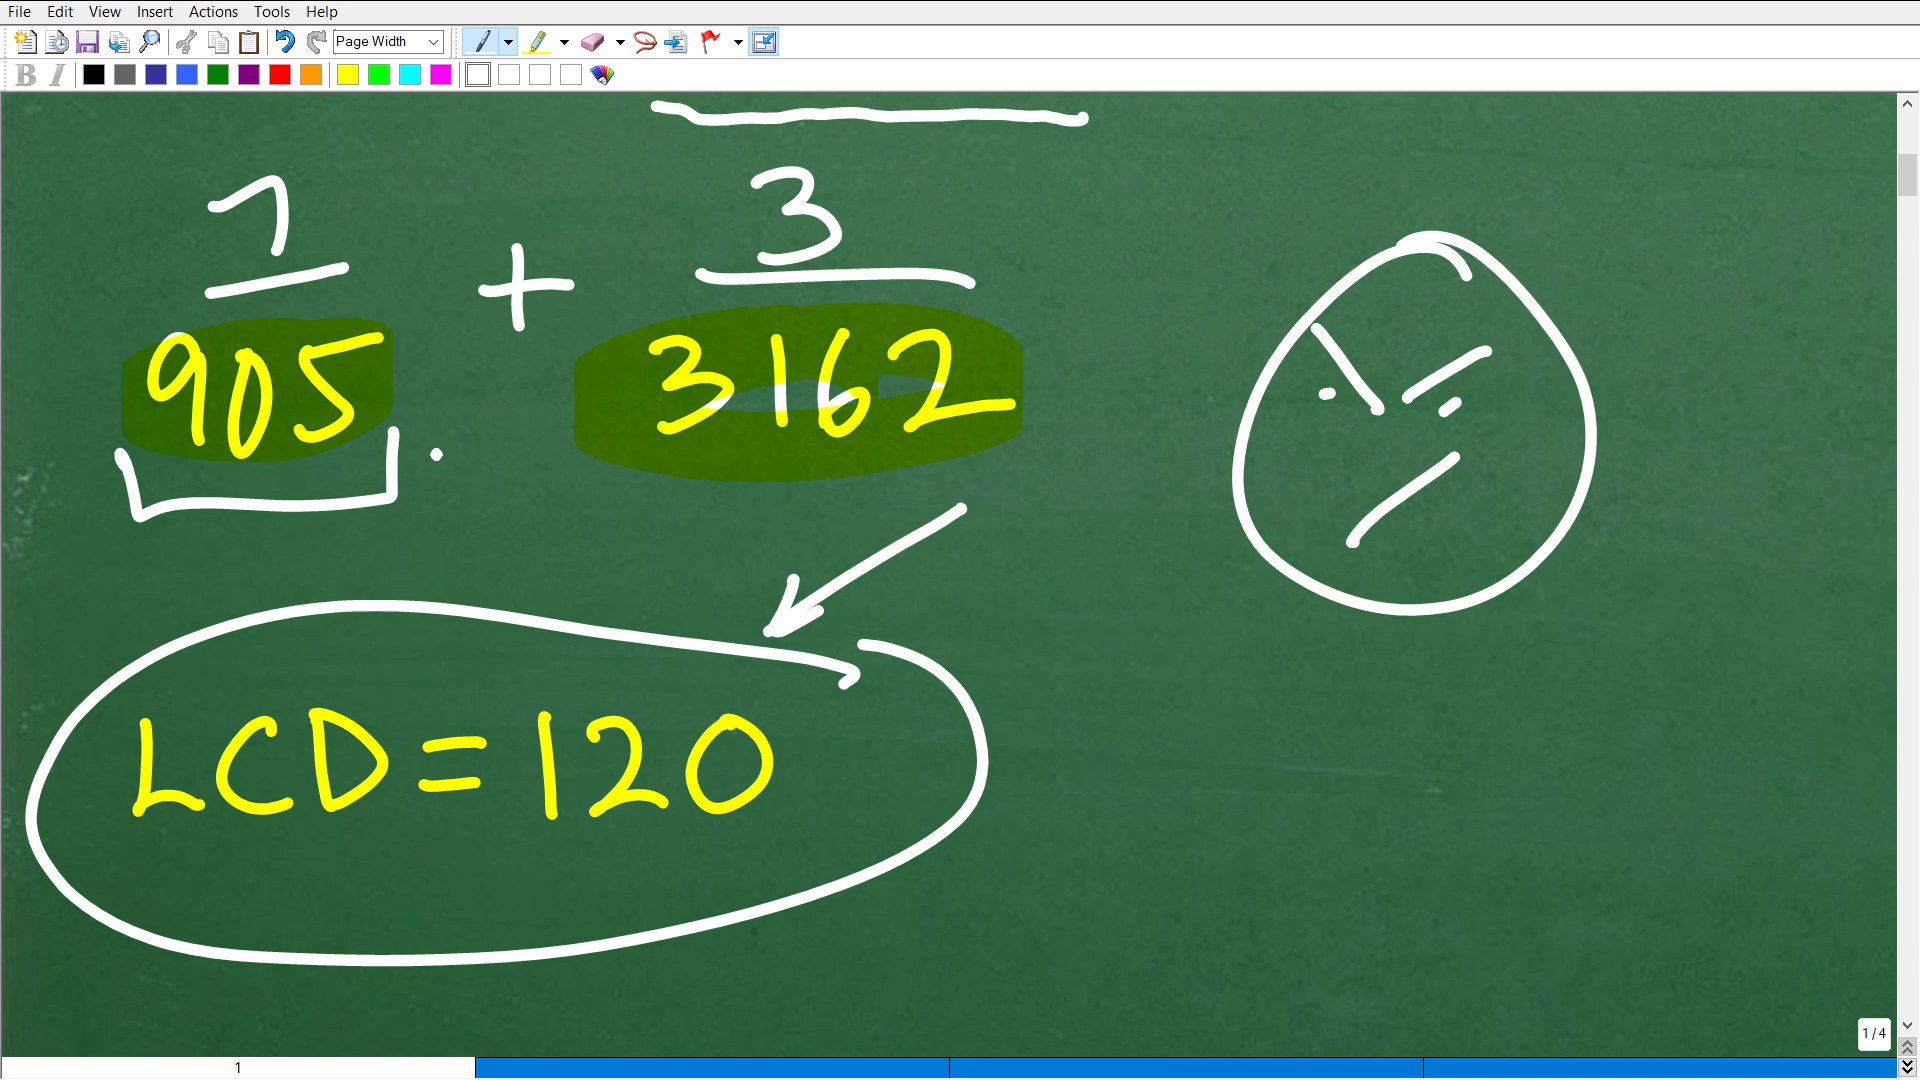 File Edit View Insert Actions Tools Help
Page Width
B I
7 + 3
905 3162
LCD = 120
1 / 4
1